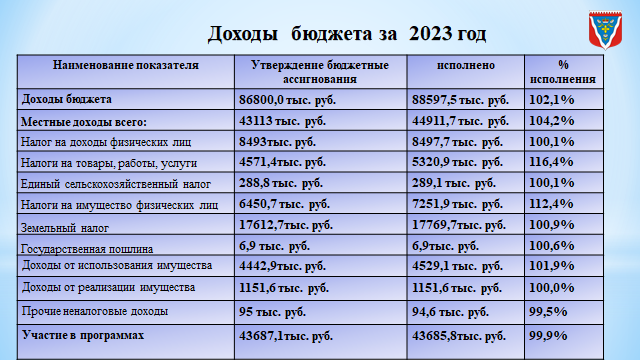 Доходы бюджета за 2023 год
Наименование показателя Утверждение бюджетные ассигнования исполнено % исполнения
Доходы бюджета 86800,0 тыс. руб. 88597,5 тыс. руб. 102,1%
Местные доходы всего: 43113 тыс. руб. 44911,7 тыс. руб. 104,2%
Налог на доходы физических лиц 8493тыс. руб. 8497,7 тыс. руб. 100,1%
Налоги на товары, работы, услуги 4571,4тыс. руб. 5320,9 тыс. руб. 116,4%
Единый сельскохозяйственный налог 288,8 тыс. руб. 289,1 тыс. руб. 100,1%
Налоги на имущество физических лиц 6450,7 тыс. руб. 7251,9 тыс. руб. 112,4%
Земельный налог 17612,7тыс. руб. 17769,7тыс. руб. 100,9%
Государственная пошлина 6,9 тыс. руб. 6,9тыс. руб. 100,6%
Доходы от использования имущества 4442,9тыс. руб. 4529,1 тыс. руб. 101,9%
Доходы от реализации имущества 1151,6 тыс. руб. 1151,6 тыс. руб. 100,0%
Прочие неналоговые доходы 95 тыс. руб. 94,6 тыс. руб. 99,5%
Участие в программах 43687,1тыс. руб. 43685,8тыс. руб. 99,9%